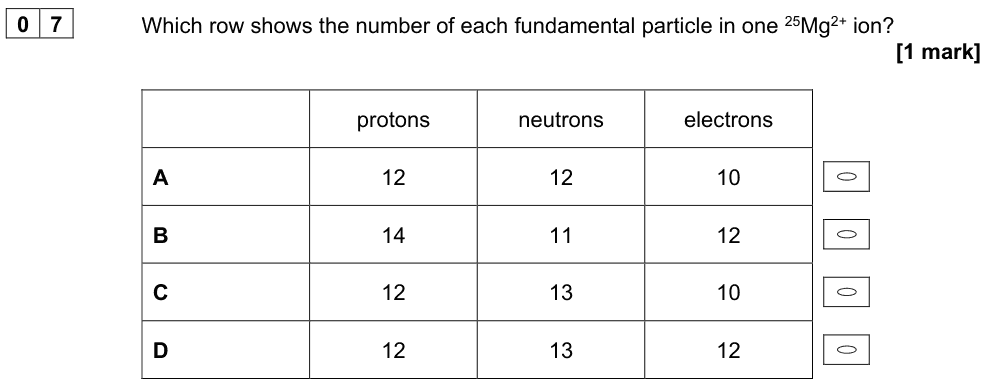 0 7 Which row shows the number of each fundamental particle in one ²⁵Mg²⁺ ion?
[1 mark]
protons neutrons electrons
A 12 12 10
B 14 11 12
C 12 13 10
D 12 13 12